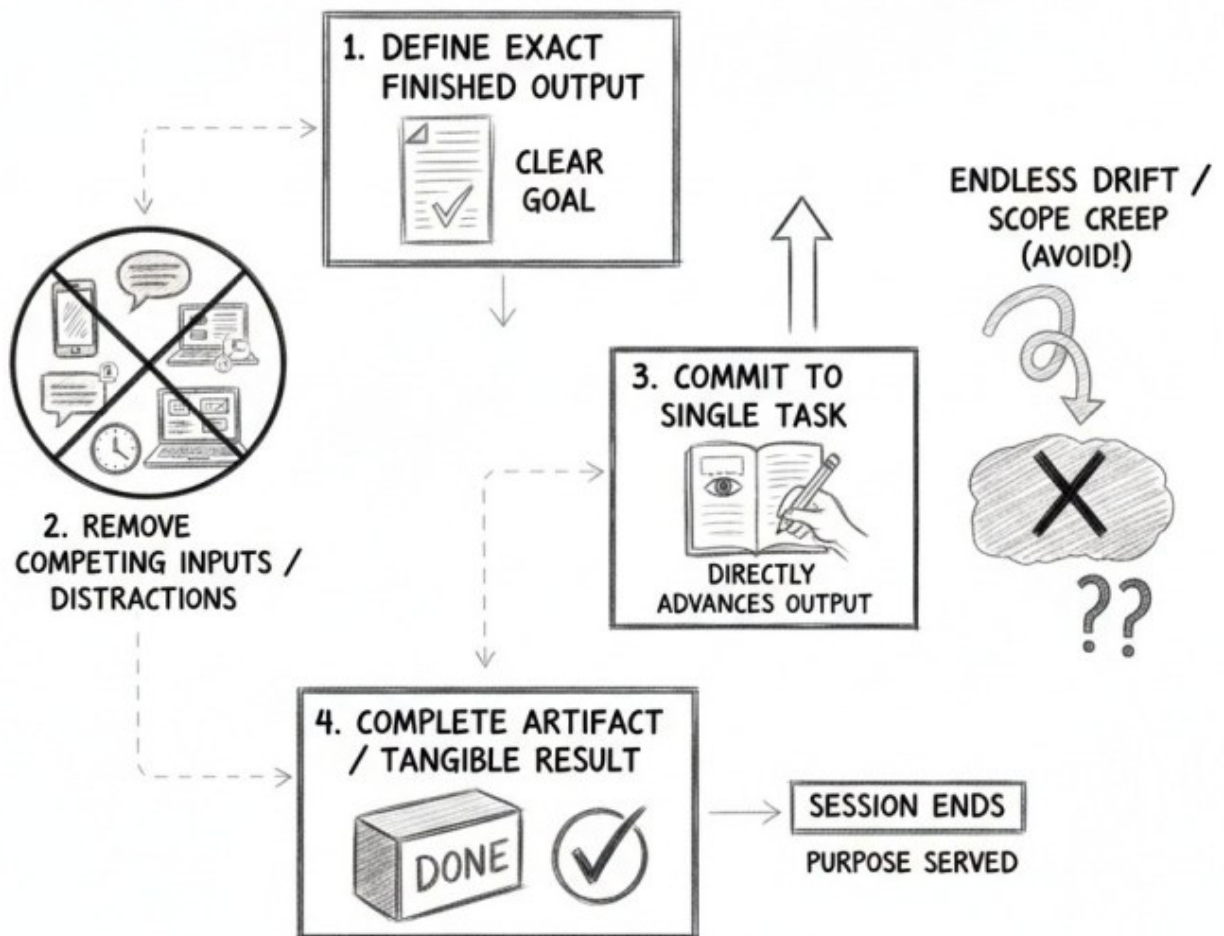 1. DEFINE EXACT
FINISHED OUTPUT
CLEAR
GOAL
ENDLESS DRIFT /
SCOPE CREEP
(AVOID!)
2. REMOVE
COMPETING INPUTS /
DISTRACTIONS
3. COMMIT TO
SINGLE TASK
DIRECTLY
ADVANCES OUTPUT
??
4. COMPLETE ARTIFACT
/ TANGIBLE RESULT
DONE
SESSION ENDS
PURPOSE SERVED